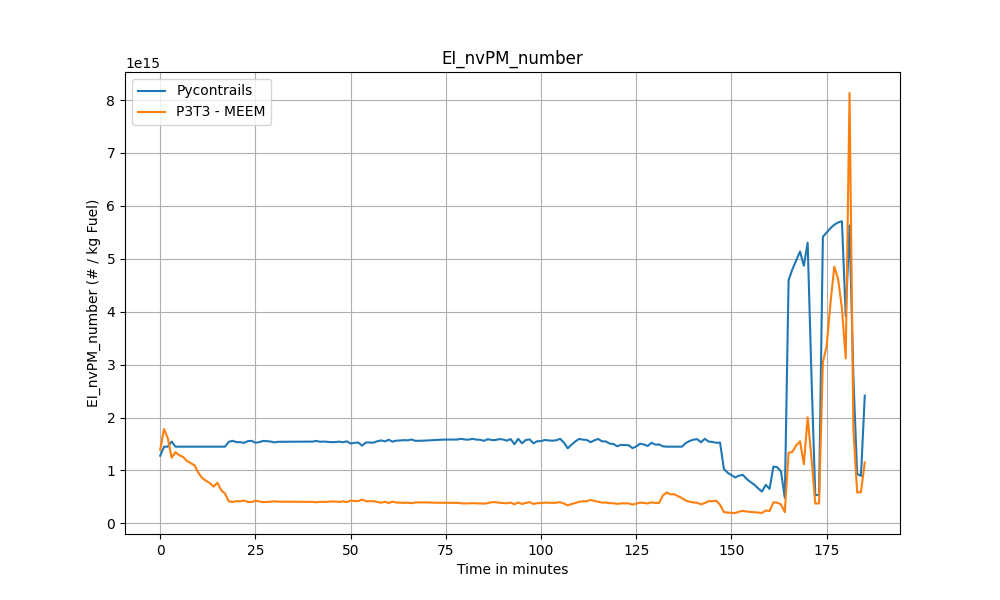 EI_nvPM_number
1e15
Pycontrails
P3T3 - MEEM
EI_nvPM_number (# / kg Fuel)
8
7
6
5
4
3
2
1
0
0 25 50 75 100 125 150 175
Time in minutes